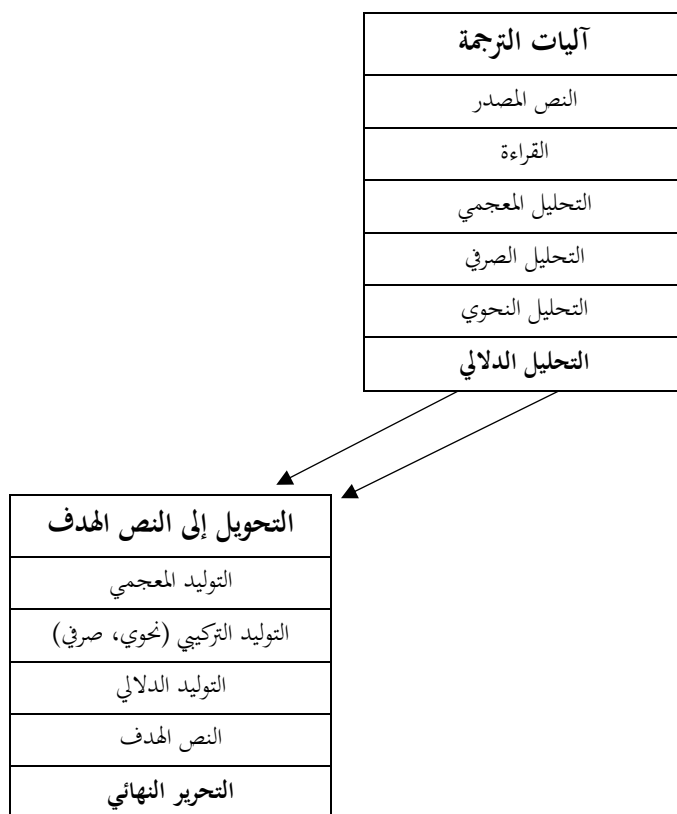 آليات الترجمة
النص المصدر
القراءة
التحليل المعجمي
التحليل الصرفي
التحليل النحوي
التحليل الدلالي
التحويل إلى النص الهدف
التوليد المعجمي
التوليد التركيبي (نحوي، صرفي)
التوليد الدلالي
النص الهدف
التحرير النهائي